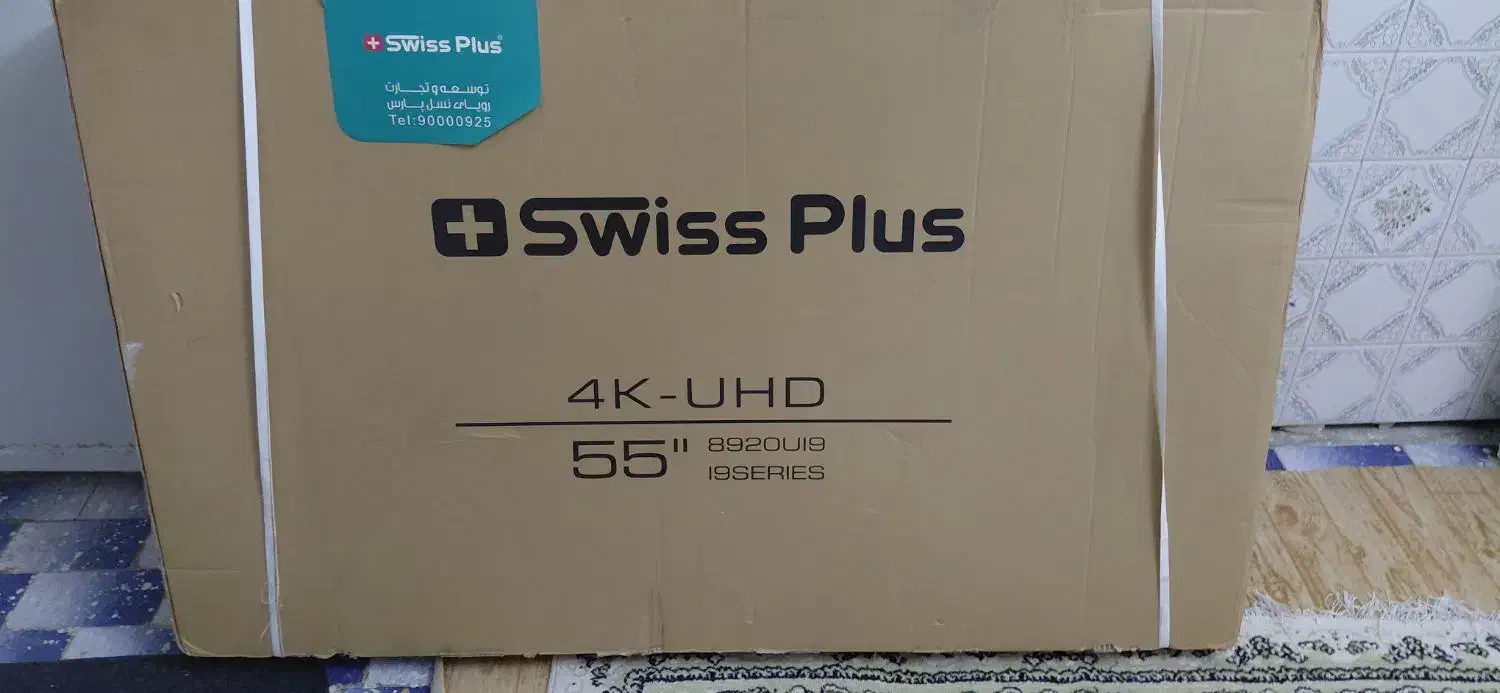 Swiss Plus
توسعه و تجارت
رویای نسل پارس
Tel:90000925
Swiss Plus
4K-UHD
55" 8920UI9
I9SERIES